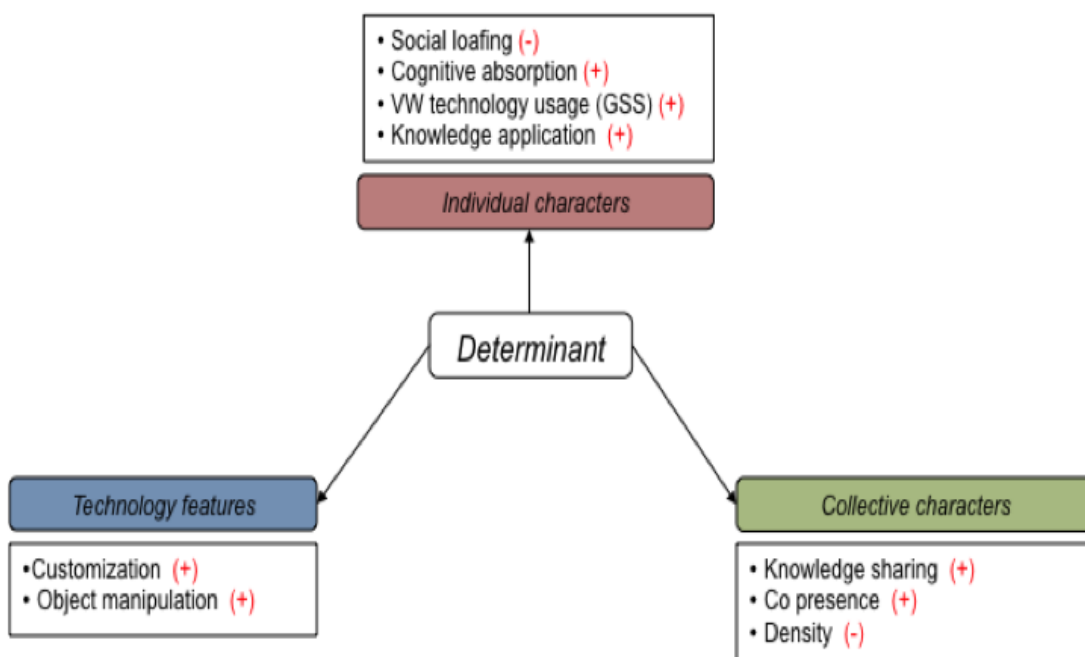 • Social loafing (-)
• Cognitive absorption (+)
• VW technology usage (GSS) (+)
• Knowledge application (+)
Individual characters
Determinant
Technology features
•Customization (+)
• Object manipulation (+)
Collective characters
• Knowledge sharing (+)
• Co presence (+)
• Density (-)